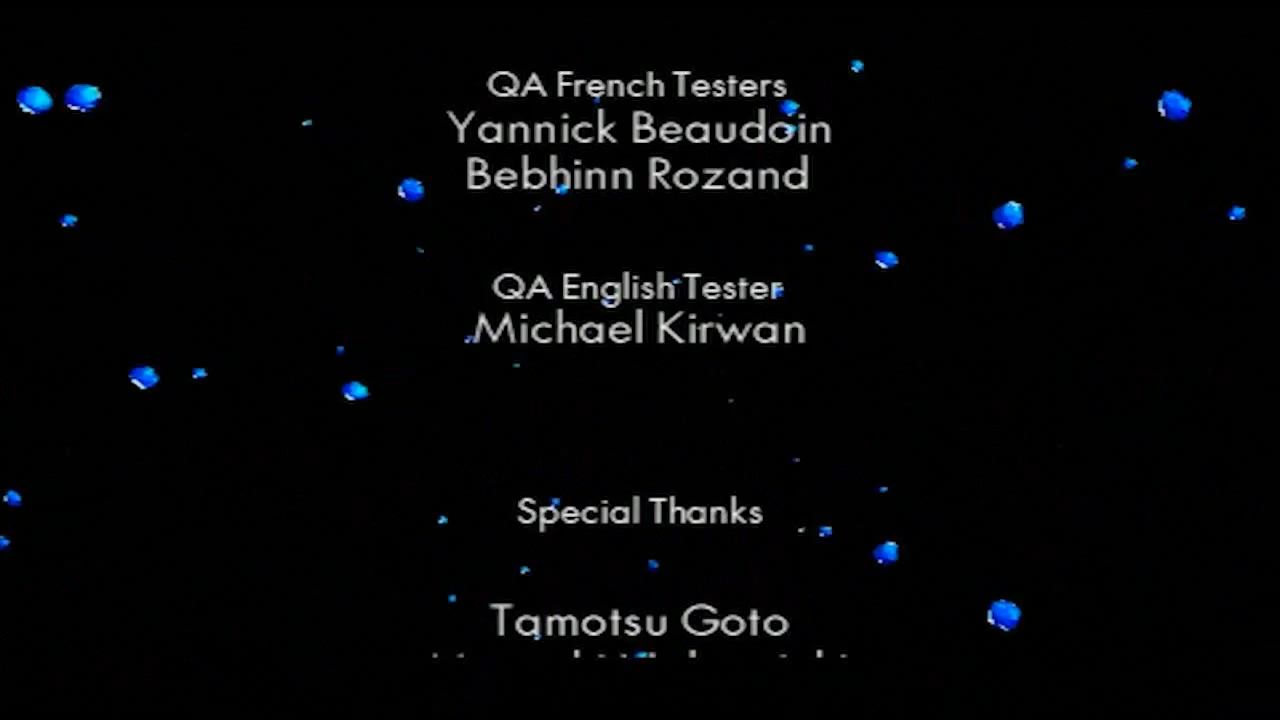 QA French Testers
Yannick Beaudoin
Bebhinn Rozand
QA English Tester
Michael Kirwan
Special Thanks
Tamotsu Goto